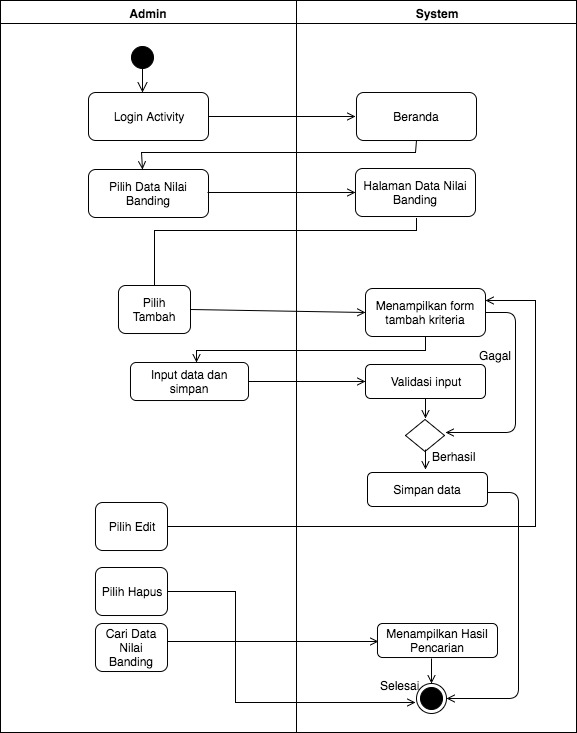 Admin
System
Login Activity
Beranda
Pilih Data Nilai
Banding
Halaman Data Nilai
Banding
Pilih
Tambah
Menampilkan form
tambah kriteria
Gagal
Input data dan
simpan
Validasi input
Berhasil
Simpan data
Pilih Edit
Pilih Hapus
Cari Data
Nilai
Banding
Menampilkan Hasil
Pencarian
Selesai